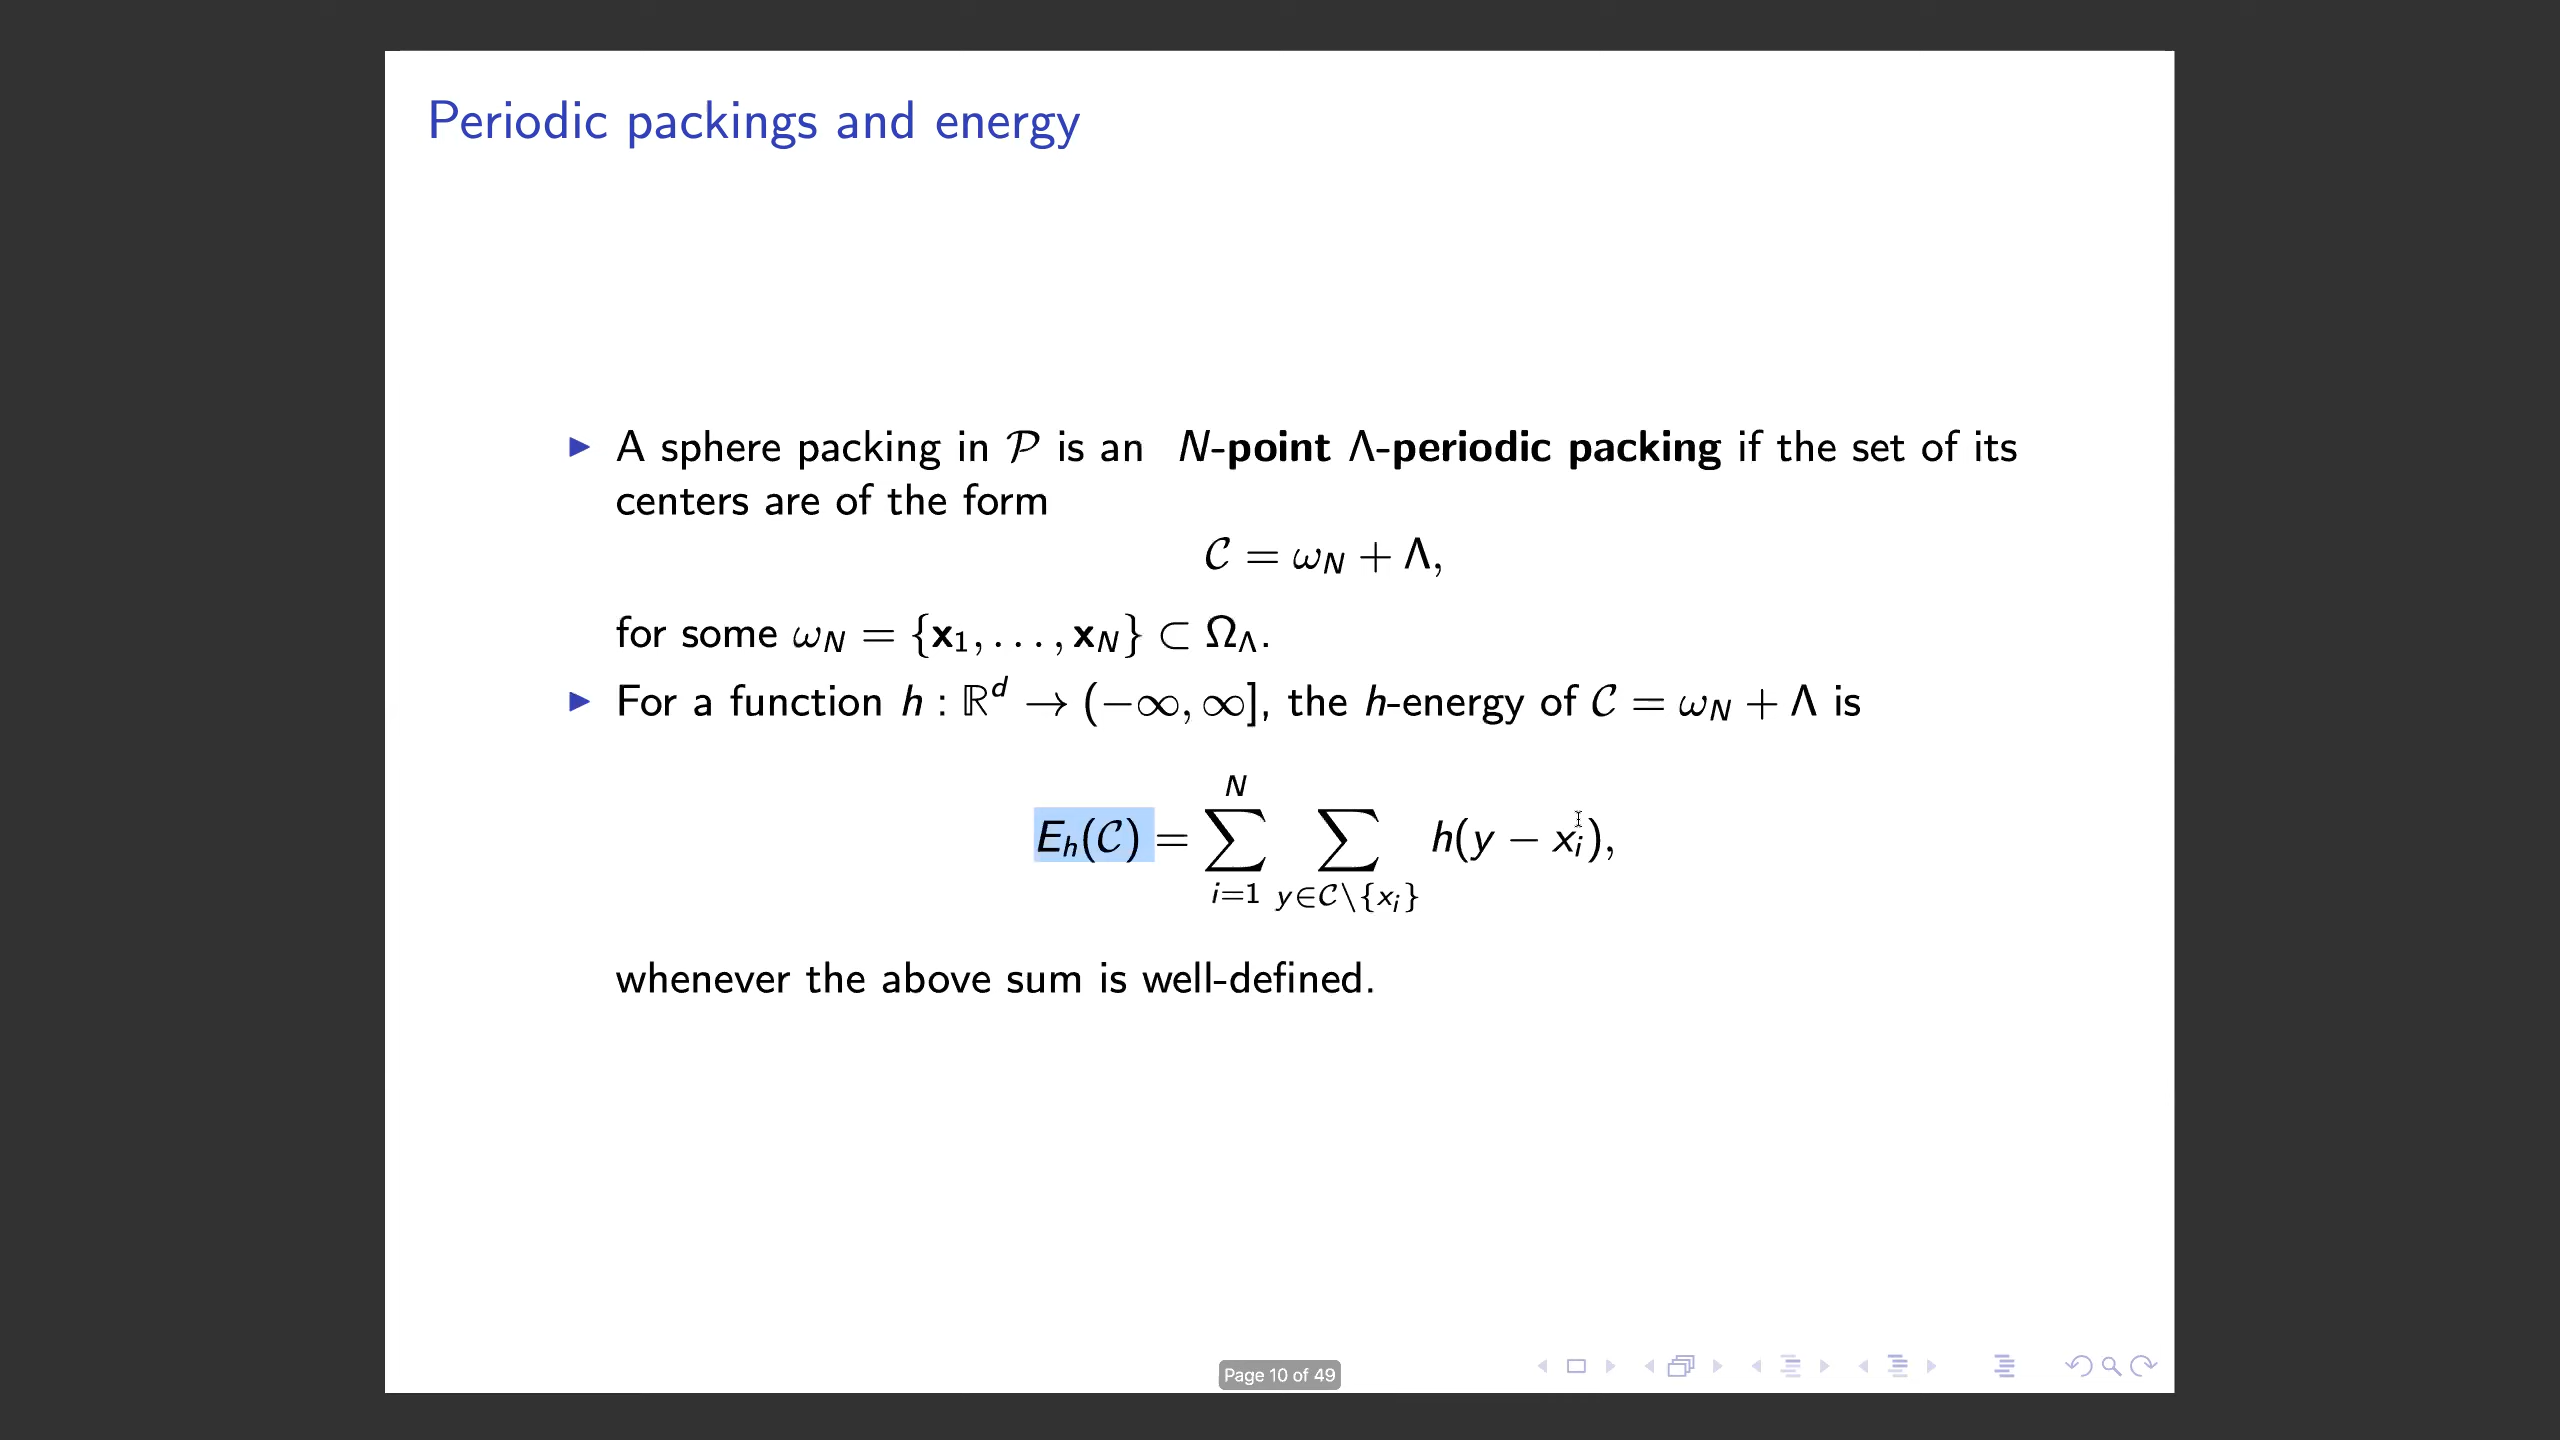 Periodic packings and energy
▶ A sphere packing in 𝒫 is an N-point Λ-periodic packing if the set of its
centers are of the form
𝒞 = ω_N + Λ,
for some ω_N = {x₁, . . . , x_N} ⊂ Ω_Λ.
▶ For a function h : ℝ^d → (−∞, ∞], the h-energy of 𝒞 = ω_N + Λ is
E_h(𝒞) = ∑_{i=1}^{N} ∑_{y∈𝒞\{x_i}} h(y − x_i),
whenever the above sum is well-defined.
Page 10 of 49